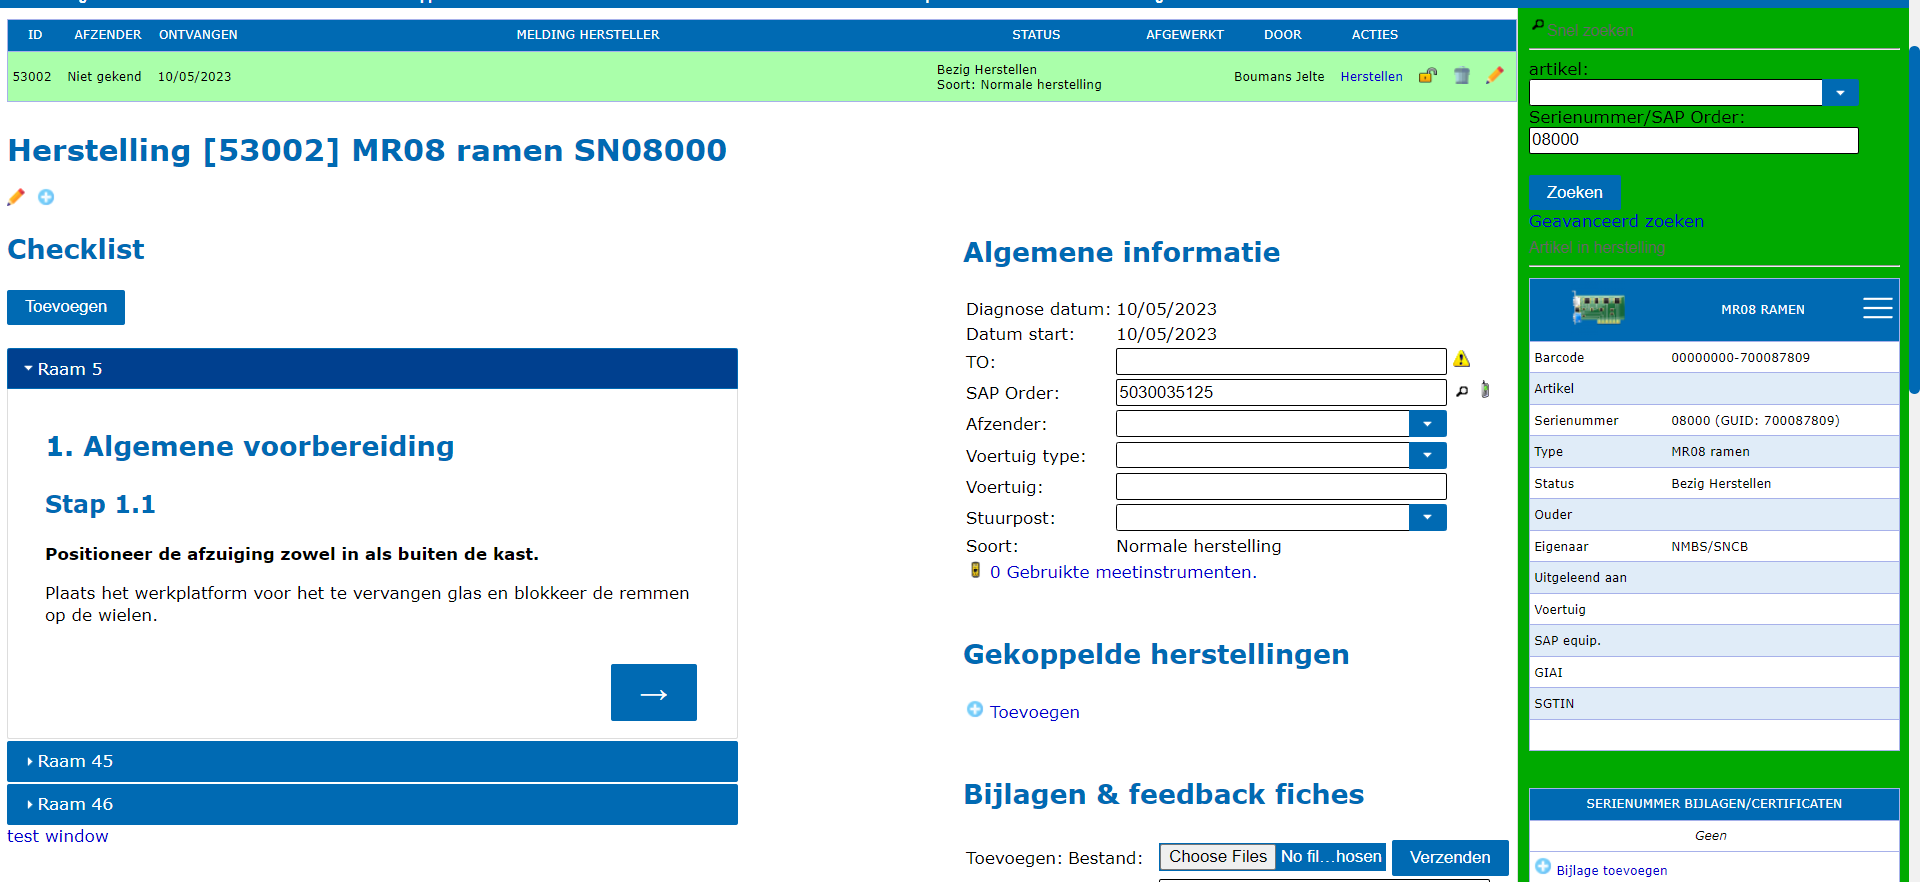 ID AFZENDER ONTVANGEN MELDING HERSTELLER STATUS AFGEWERKT DOOR ACTIES
53002 Niet gekend 10/05/2023 Bezig Herstellen Boumans Jelte Herstellen
Soort: Normale herstelling
Herstelling [53002] MR08 ramen SN08000
Checklist
Toevoegen
Raam 5
1. Algemene voorbereiding
Stap 1.1
Positioneer de afzuiging zowel in als buiten de kast.
Plaats het werkplatform voor het te vervangen glas en blokkeer de remmen
op de wielen.
→
Raam 45
Raam 46
test window
Algemene informatie
Diagnose datum: 10/05/2023
Datum start: 10/05/2023
TO:
SAP Order: 5030035125
Afzender:
Voertuig type:
Voertuig:
Stuurpost:
Soort: Normale herstelling
0 Gebruikte meetinstrumenten.
Gekoppelde herstellingen
Toevoegen
Bijlagen & feedback fiches
Toevoegen: Bestand: Choose Files No fil...hosen Verzenden
Snel zoeken
artikel:
Serienummer/SAP Order:
08000
Zoeken
Geavanceerd zoeken
Artikel in herstelling
MR08 RAMEN
Barcode 00000000-700087809
Artikel
Serienummer 08000 (GUID: 700087809)
Type MR08 ramen
Status Bezig Herstellen
Ouder
Eigenaar NMBS/SNCB
Uitgeleend aan
Voertuig
SAP equip.
GIAI
SGTIN
SERIENUMMER BIJLAGEN/CERTIFICATEN
Geen
Bijlage toevoegen